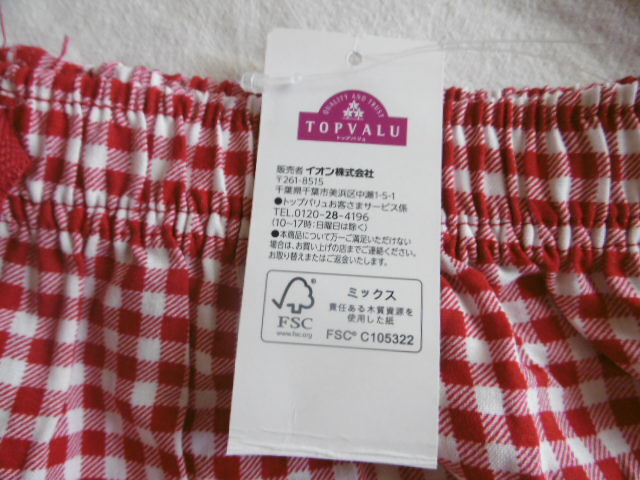 QUALITY AND TRUST
TOPVALU
トップバリュ
販売者 イオン株式会社
〒261-8515
千葉県千葉市美浜区中瀬1-5-1
●トップバリュお客さまサービス係
TEL.0120-28-4196
(10~17時:日曜日は除く)
●本商品について万一ご満足いただけない
場合は、お買い上げの店までご連絡ください。
お取り替えまたはご返金いたします。
FSC
www.fsc.org
ミックス
責任ある木質資源を
使用した紙
FSC® C105322